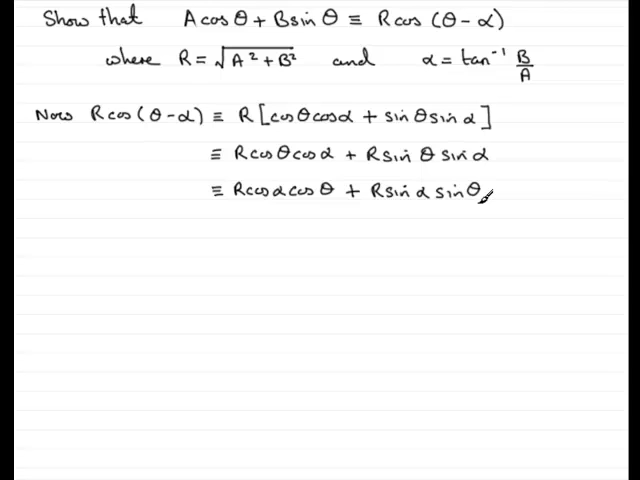 Show that A cos θ + B sin θ ≡ R cos (θ - α)
where R = √A² + B² and α = tan⁻¹ B/A
Now R cos (θ - α) ≡ R [cos θ cos α + sin θ sin α]
≡ R cos θ cos α + R sin θ sin α
≡ R cos α cos θ + R sin α sin θ